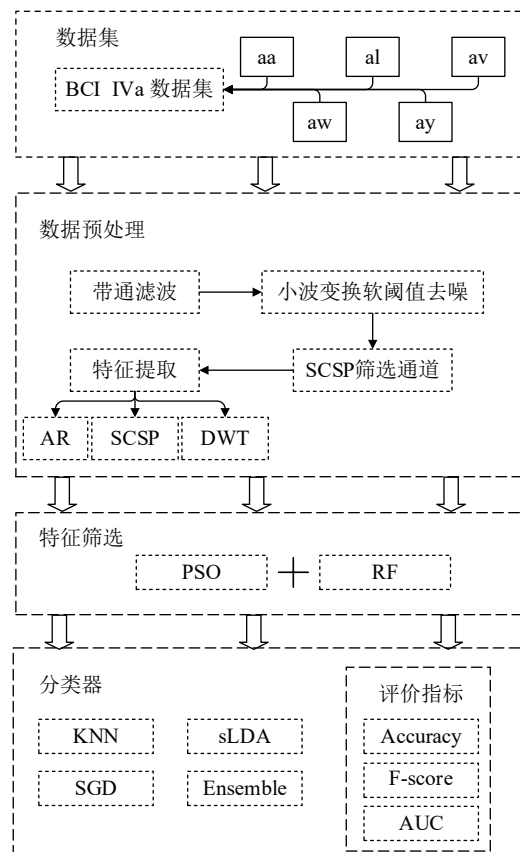 数据集
aa al av
BCI IVa 数据集
aw ay
数据预处理
带通滤波 小波变换软阈值去噪
特征提取 SCSP筛选通道
AR SCSP DWT
特征筛选
PSO + RF
分类器 评价指标
KNN sLDA Accuracy
SGD Ensemble F-score
AUC